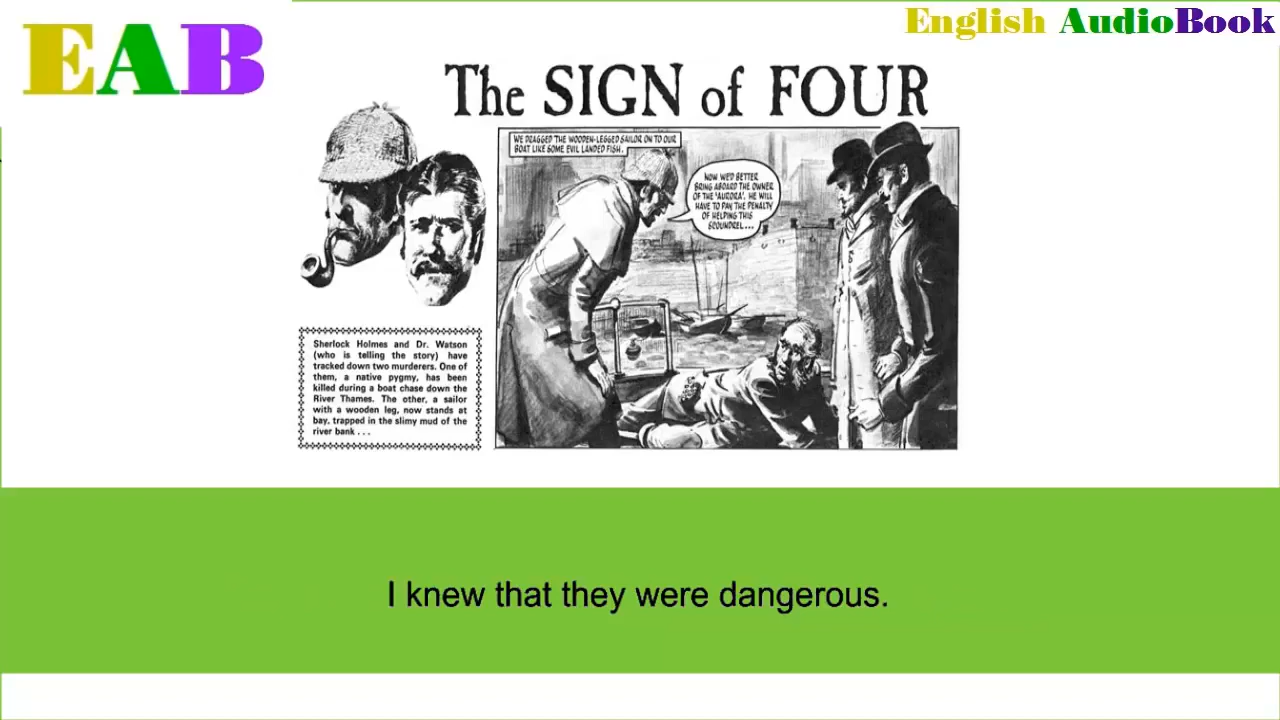 EAB
English AudioBook
The SIGN of FOUR
WE DRAGGED THE WOODEN-LEGGED SAILOR ON TO OUR
BOAT LIKE SOME EVIL LANDED FISH.
NOW WE'D BETTER
BRING ABOARD THE OWNER
OF THE 'AURORA'. HE WILL
HAVE TO PAY THE PENALTY
OF HELPING THIS
SCOUNDREL...
Sherlock Holmes and Dr. Watson
(who is telling the story) have
tracked down two murderers. One of
them, a native pygmy, has been
killed during a boat chase down the
River Thames. The other, a sailor
with a wooden leg, now stands at
bay, trapped in the slimy mud of the
river bank . . .
I knew that they were dangerous.